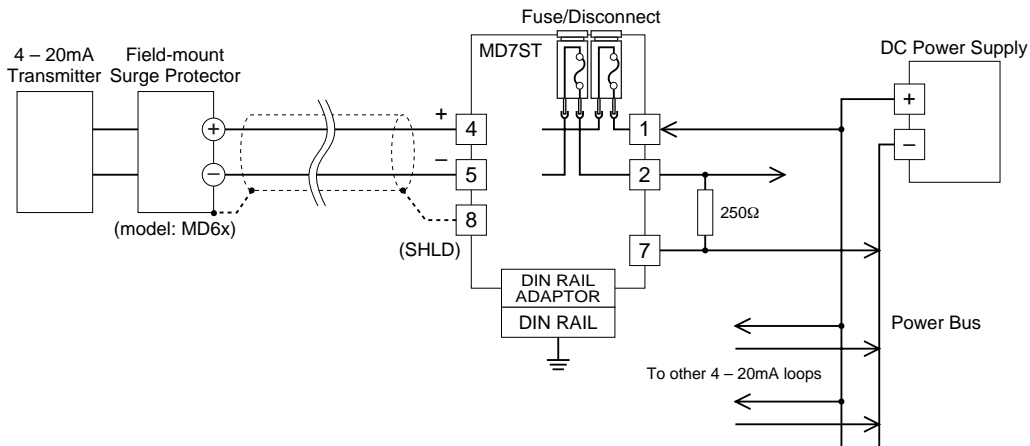 Fuse/Disconnect
MD7ST
4 – 20mA
Transmitter
Field-mount
Surge Protector
DC Power Supply
+
–
+
–
(model: MD6x)
+
4
–
5
8
(SHLD)
1
2
7
250Ω
DIN RAIL
ADAPTOR
DIN RAIL
Power Bus
To other 4 – 20mA loops